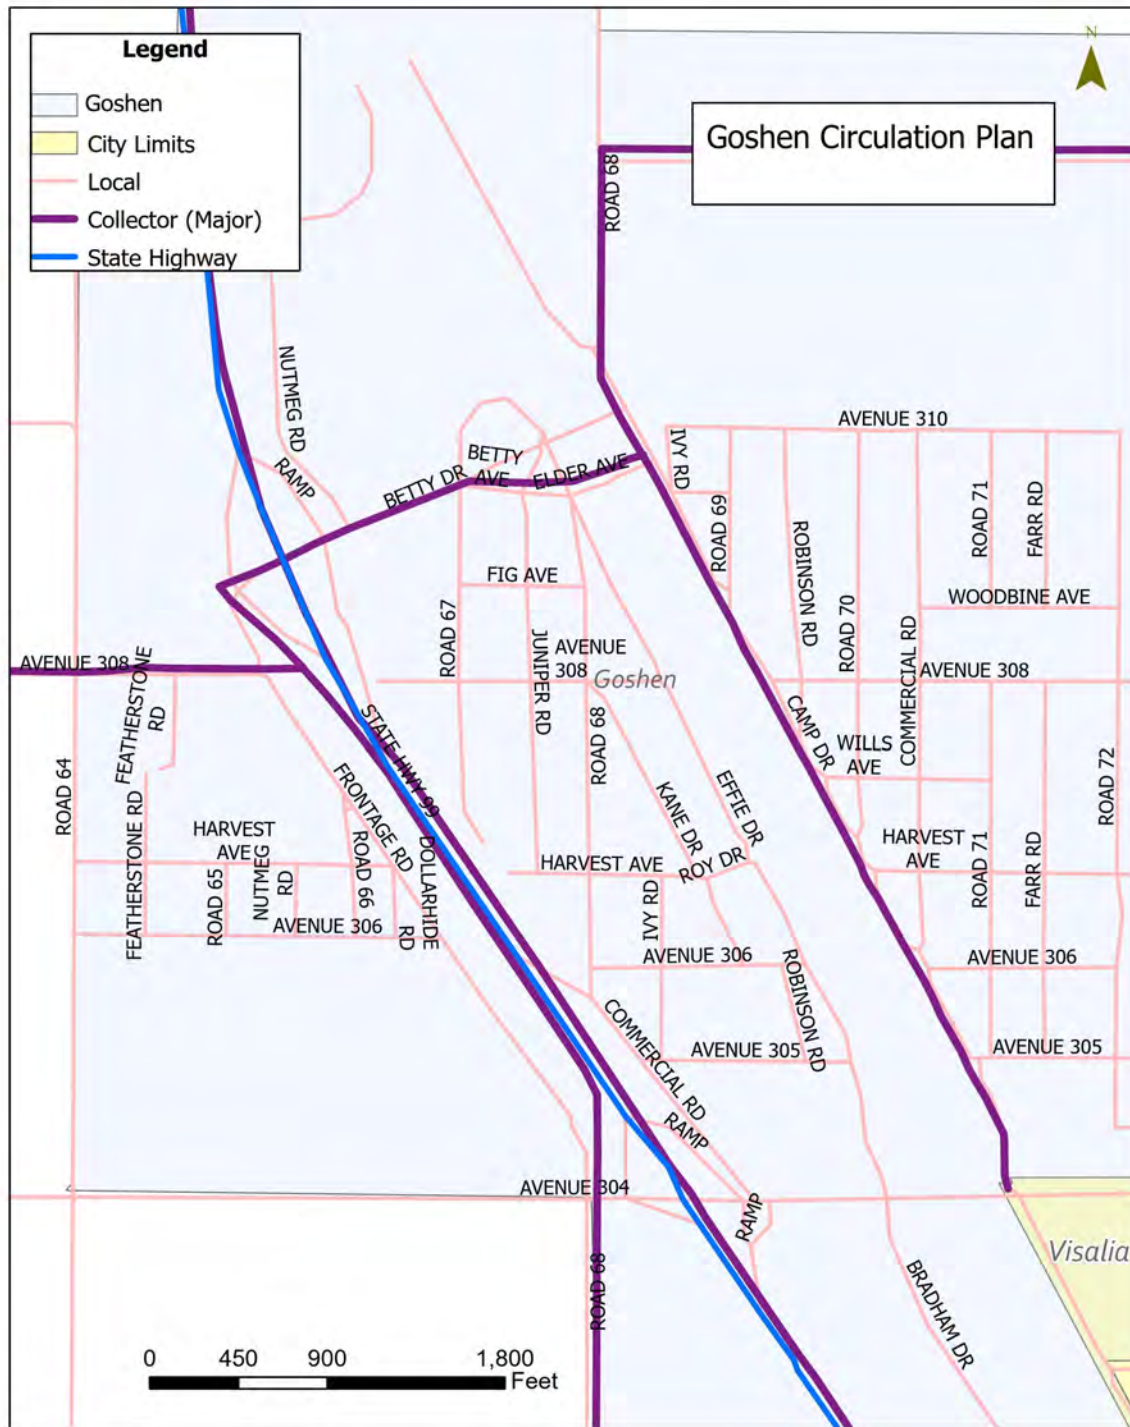 Legend
Goshen
City Limits
Local
Collector (Major)
State Highway
N
Goshen Circulation Plan
ROAD 68
NUTMEG RD
RAMP
BETTY DR
BETTY
AVE
ELDER AVE
IVY RD
AVENUE 310
ROAD 69
ROBINSON RD
ROAD 70
ROAD 71
FARR RD
WOODBINE AVE
COMMERCIAL RD
FIG AVE
ROAD 67
JUNIPER RD
AVENUE
308
Goshen
AVENUE 308
AVENUE 308
FEATHERSTONE
RD
STATE HWY 99
ROAD 68
CAMP DR
WILLS
AVE
ROAD 72
ROAD 64
FRONTAGE RD
KANE DR
EFFIE DR
FEATHERSTONE RD
HARVEST
AVE
ROAD 65
NUTMEG
RD
ROAD 66
DOLLARHIDE
RD
AVENUE 306
HARVEST AVE
ROY DR
IVY RD
HARVEST
AVE
ROAD 71
FARR RD
AVENUE 306
ROBINSON RD
AVENUE 306
COMMERCIAL RD
AVENUE 305
AVENUE 305
RAMP
AVENUE 304
RAMP
ROAD 68
BRADHAM DR
Visalia
0 450 900 1,800
Feet